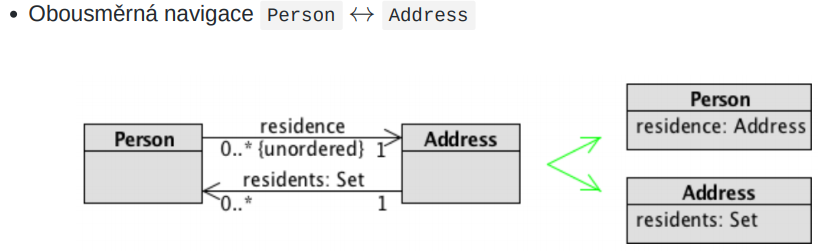 • Obousměrná navigace Person ↔ Address
Person
residence
0..* {unordered} 1
residents: Set
0..* 1
Address
Person
residence: Address
Address
residents: Set